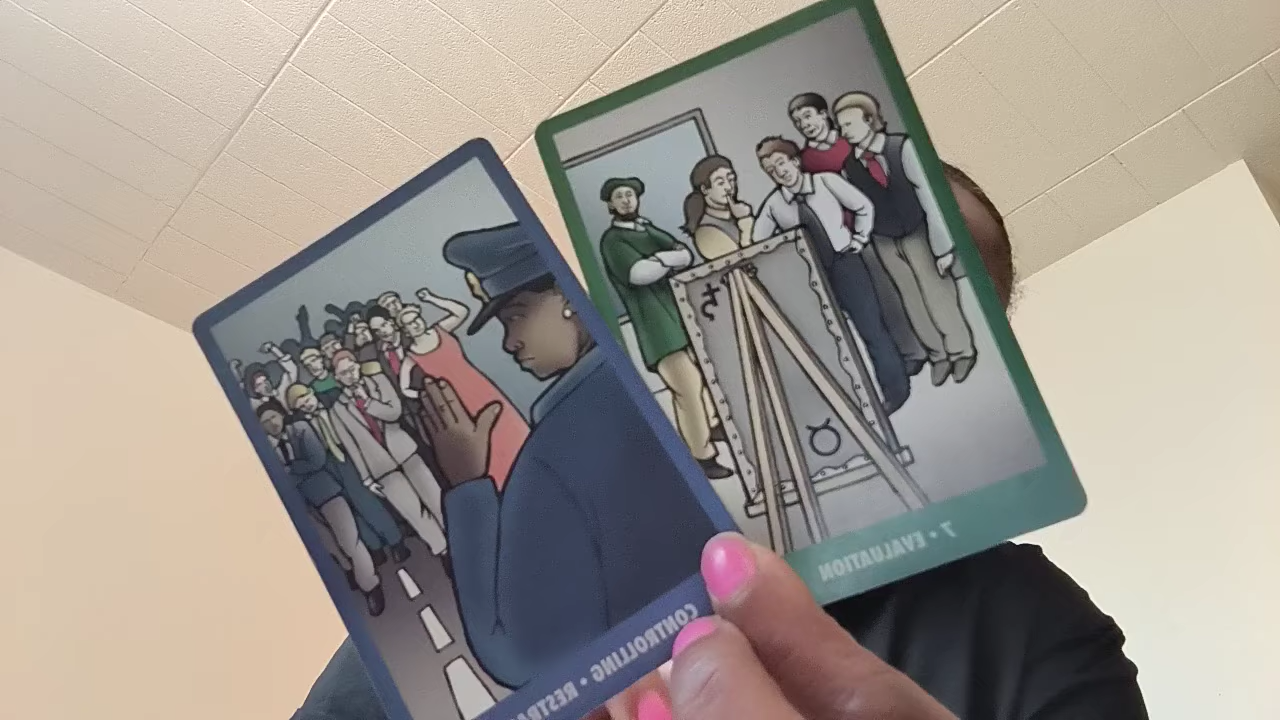 CONTROLLING •
7 • EVALUATION